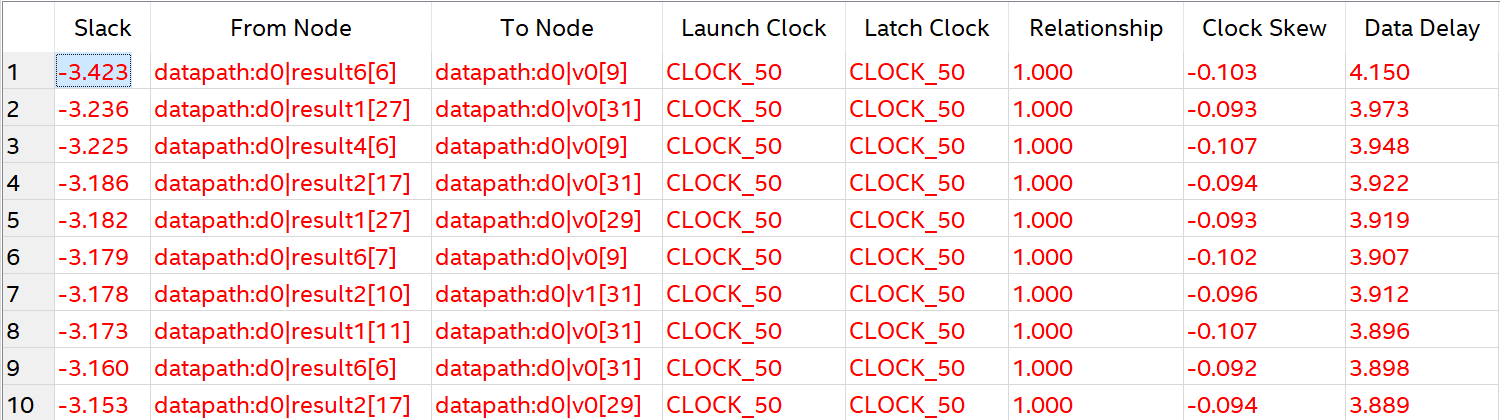 Slack From Node To Node Launch Clock Latch Clock Relationship Clock Skew Data Delay
1 -3.423 datapath:d0|result6[6] datapath:d0|v0[9] CLOCK_50 CLOCK_50 1.000 -0.103 4.150
2 -3.236 datapath:d0|result1[27] datapath:d0|v0[31] CLOCK_50 CLOCK_50 1.000 -0.093 3.973
3 -3.225 datapath:d0|result4[6] datapath:d0|v0[9] CLOCK_50 CLOCK_50 1.000 -0.107 3.948
4 -3.186 datapath:d0|result2[17] datapath:d0|v0[31] CLOCK_50 CLOCK_50 1.000 -0.094 3.922
5 -3.182 datapath:d0|result1[27] datapath:d0|v0[29] CLOCK_50 CLOCK_50 1.000 -0.093 3.919
6 -3.179 datapath:d0|result6[7] datapath:d0|v0[9] CLOCK_50 CLOCK_50 1.000 -0.102 3.907
7 -3.178 datapath:d0|result2[10] datapath:d0|v1[31] CLOCK_50 CLOCK_50 1.000 -0.096 3.912
8 -3.173 datapath:d0|result1[11] datapath:d0|v0[31] CLOCK_50 CLOCK_50 1.000 -0.107 3.896
9 -3.160 datapath:d0|result6[6] datapath:d0|v0[31] CLOCK_50 CLOCK_50 1.000 -0.092 3.898
10 -3.153 datapath:d0|result2[17] datapath:d0|v0[29] CLOCK_50 CLOCK_50 1.000 -0.094 3.889